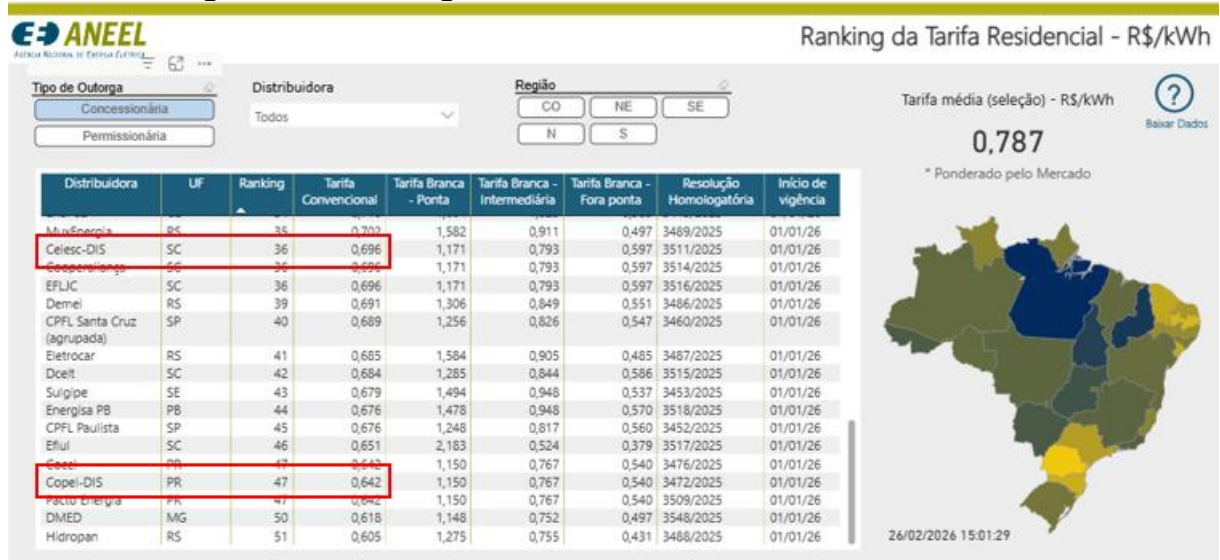 ANEEL
AGÊNCIA NACIONAL DE ENERGIA ELÉTRICA
Ranking da Tarifa Residencial - R$/kWh
Tipo de Outorga
Concessionária
Permissionária
Distribuidora
Todos
Região
CO NE SE
N S
Tarifa média (seleção) - R$/kWh
0,787
* Ponderado pelo Mercado
Baixar Dados
Distribuidora UF Ranking Tarifa Convencional Tarifa Branca - Ponta Tarifa Branca - Intermediária Tarifa Branca - Fora ponta Resolução Homologatória Início de vigência
MuxEnergia RS 35 0,702 1,582 0,911 0,497 3489/2025 01/01/26
Celesc-DIS SC 36 0,696 1,171 0,793 0,597 3511/2025 01/01/26
Cooperaliança SC 36 0,696 1,171 0,793 0,597 3514/2025 01/01/26
EFLJC SC 36 0,696 1,171 0,793 0,597 3516/2025 01/01/26
Demei RS 39 0,691 1,306 0,849 0,551 3486/2025 01/01/26
CPFL Santa Cruz (agrupada) SP 40 0,689 1,256 0,826 0,547 3460/2025 01/01/26
Eletrocar RS 41 0,685 1,584 0,905 0,485 3487/2025 01/01/26
Dcelt SC 42 0,684 1,285 0,844 0,586 3515/2025 01/01/26
Sulgipe SE 43 0,679 1,494 0,948 0,537 3453/2025 01/01/26
Energisa PB PB 44 0,676 1,478 0,948 0,570 3518/2025 01/01/26
CPFL Paulista SP 45 0,676 1,248 0,817 0,560 3452/2025 01/01/26
Eflul SC 46 0,651 2,183 0,524 0,379 3517/2025 01/01/26
Cocel PR 47 0,642 1,150 0,767 0,540 3476/2025 01/01/26
Copel-DIS PR 47 0,642 1,150 0,767 0,540 3472/2025 01/01/26
Pacto Energia PR 47 0,642 1,150 0,767 0,540 3509/2025 01/01/26
DMED MG 50 0,618 1,148 0,752 0,497 3548/2025 01/01/26
Hidropan RS 51 0,605 1,275 0,755 0,431 3488/2025 01/01/26
26/02/2026 15:01:29